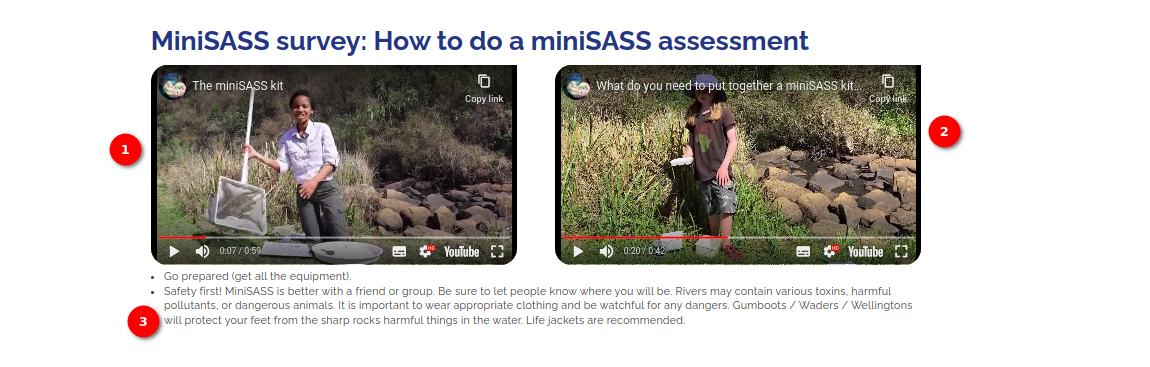 MiniSASS survey: How to do a miniSASS assessment
The miniSASS kit
Copy link
What do you need to put together a miniSASS kit...
Copy link
1
2
0:07 / 0:59
HD
YouTube
0:20 / 0:42
HD
YouTube
• Go prepared (get all the equipment).
• Safety first! MiniSASS is better with a friend or group. Be sure to let people know where you will be. Rivers may contain various toxins, harmful
pollutants, or dangerous animals. It is important to wear appropriate clothing and be watchful for any dangers. Gumboots / Waders / Wellingtons
3
will protect your feet from the sharp rocks harmful things in the water. Life jackets are recommended.